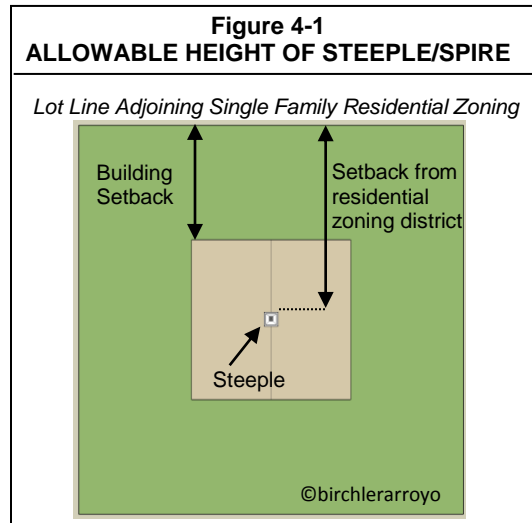 Figure 4-1
ALLOWABLE HEIGHT OF STEEPLE/SPIRE
Lot Line Adjoining Single Family Residential Zoning
Building
Setback
Setback from
residential
zoning district
Steeple
©birchlerarroyo